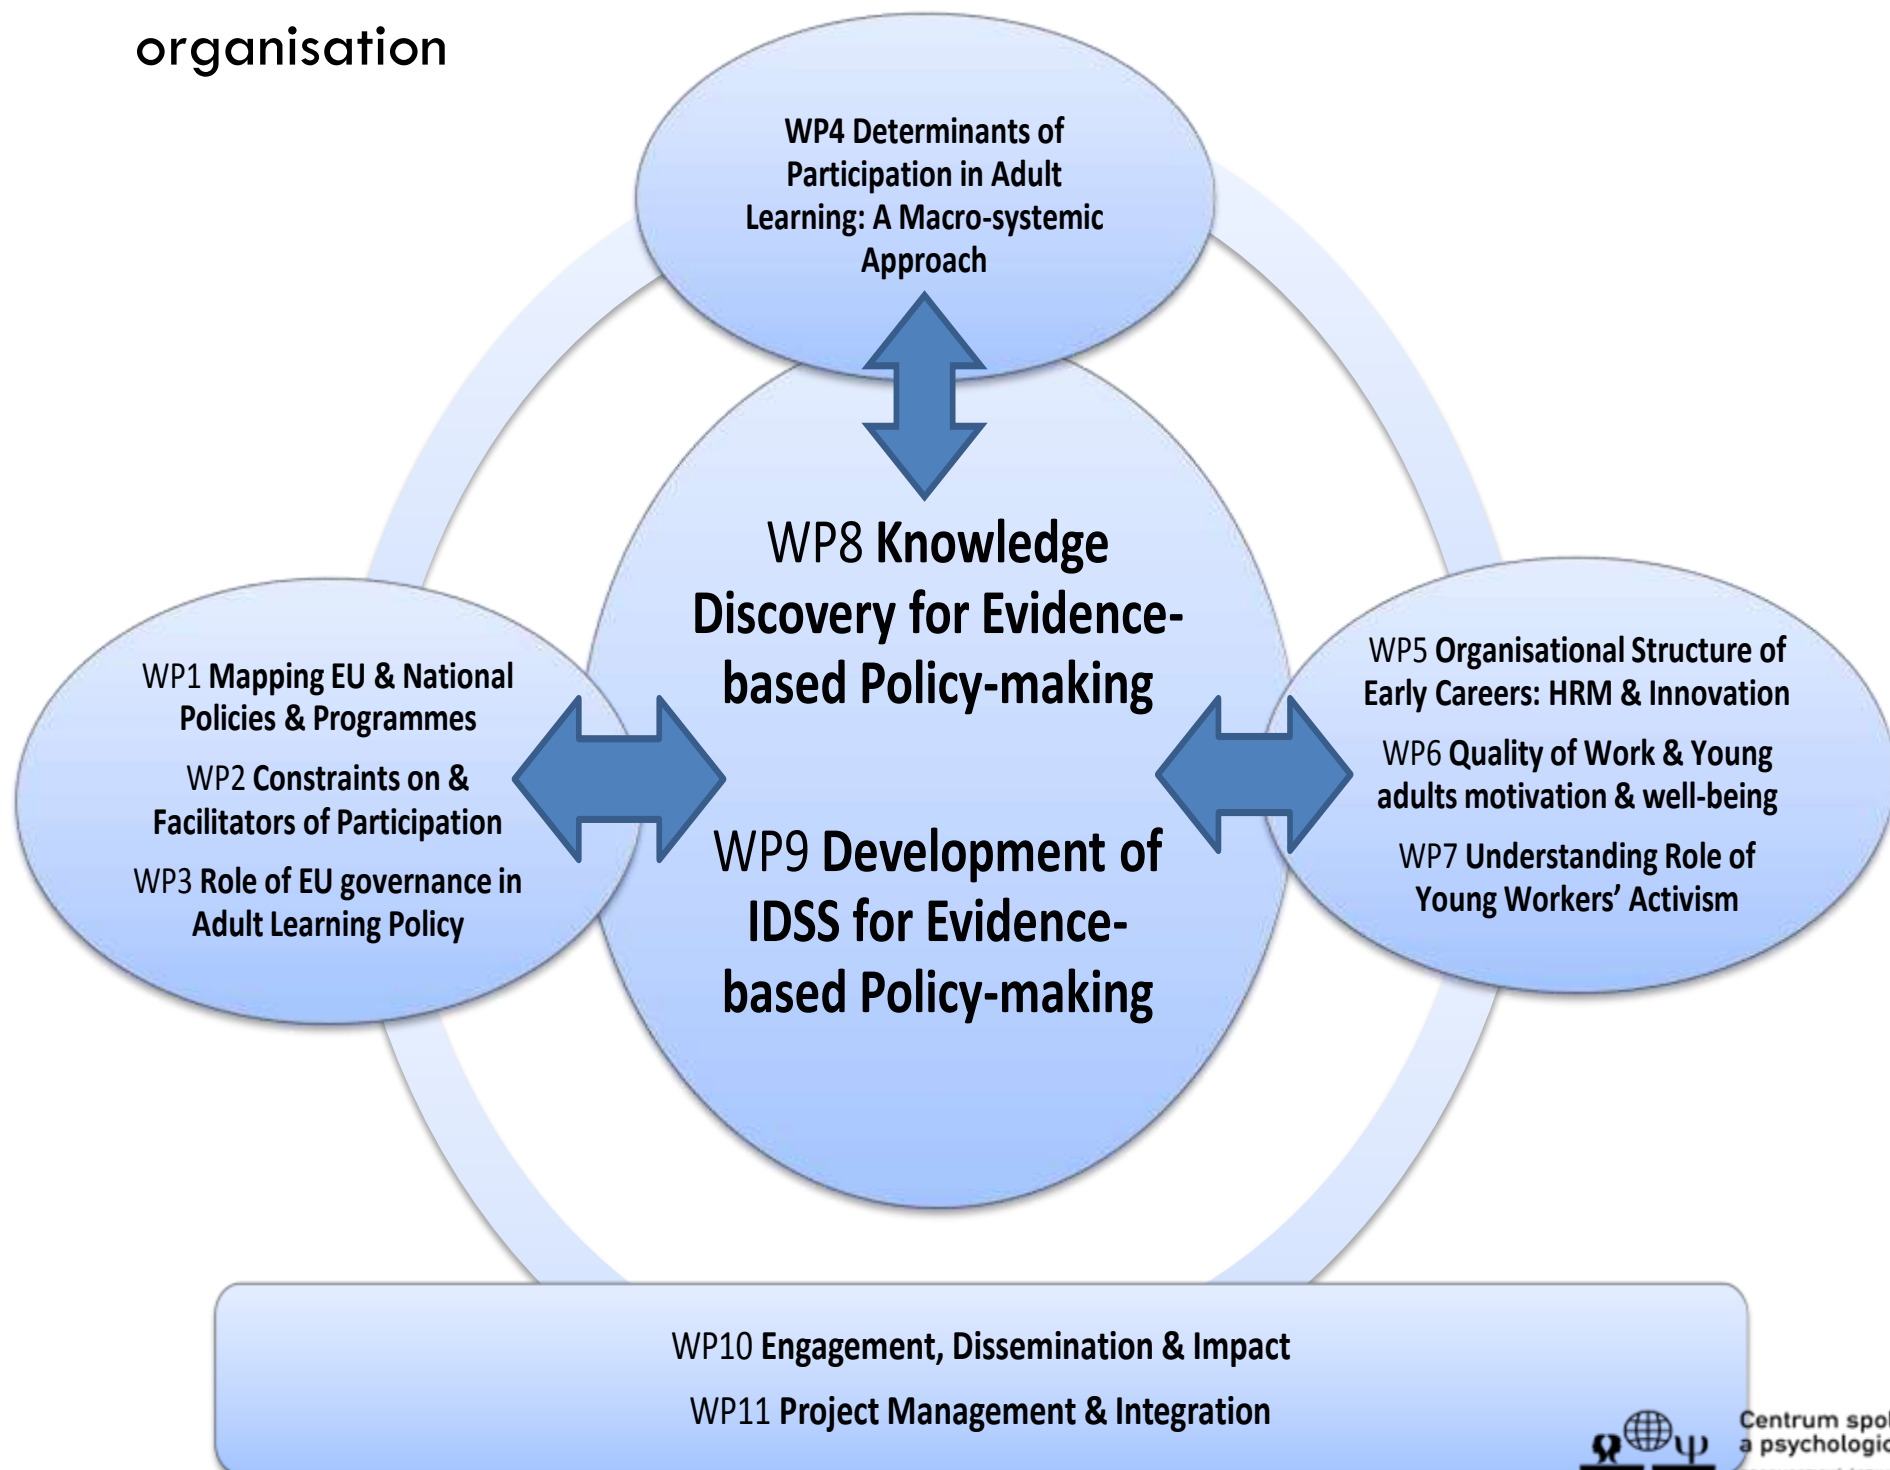 organisation
WP4 Determinants of
Participation in Adult
Learning: A Macro-systemic
Approach
WP8 Knowledge
Discovery for Evidence-
based Policy-making
WP9 Development of
IDSS for Evidence-
based Policy-making
WP1 Mapping EU & National
Policies & Programmes
WP2 Constraints on &
Facilitators of Participation
WP3 Role of EU governance in
Adult Learning Policy
WP5 Organisational Structure of
Early Careers: HRM & Innovation
WP6 Quality of Work & Young
adults motivation & well-being
WP7 Understanding Role of
Young Workers’ Activism
WP10 Engagement, Dissemination & Impact
WP11 Project Management & Integration
Centrum spol
a psychologic